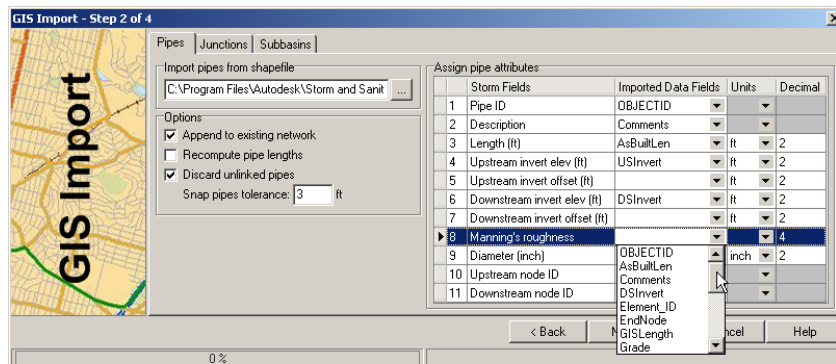 GIS Import - Step 2 of 4
GIS Import
Pipes
Junctions
Subbasins
Import pipes from shapefile
C:\Program Files\Autodesk\Storm and Sanit
...
Options
Append to existing network
Recompute pipe lengths
Discard unlinked pipes
Snap pipes tolerance: 3 ft
Assign pipe attributes
Storm Fields Imported Data Fields Units Decimal
1 Pipe ID OBJECTID
2 Description Comments
3 Length (ft) AsBuiltLen ft 2
4 Upstream invert elev (ft) USInvert ft 2
5 Upstream invert offset (ft) ft 2
6 Downstream invert elev (ft) DSInvert ft 2
7 Downstream invert offset (ft) ft 2
8 Manning's roughness 4
9 Diameter (inch) inch 2
10 Upstream node ID
11 Downstream node ID
OBJECTID
AsBuiltLen
Comments
DSInvert
Element_ID
EndNode
GISLength
Grade
< Back
Help
0 %